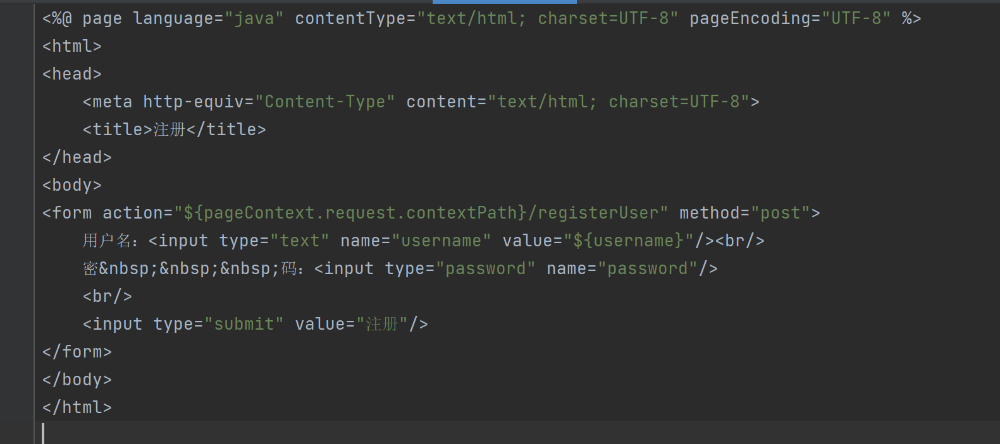 <%@ page language="java" contentType="text/html; charset=UTF-8" pageEncoding="UTF-8" %>
<html>
<head>
    <meta http-equiv="Content-Type" content="text/html; charset=UTF-8">
    <title>注册</title>
</head>
<body>
<form action="${pageContext.request.contextPath}/registerUser" method="post">
    用户名：<input type="text" name="username" value="${username}"/><br/>
    密&nbsp;&nbsp;&nbsp;码：<input type="password" name="password"/>
    <br/>
    <input type="submit" value="注册"/>
</form>
</body>
</html>